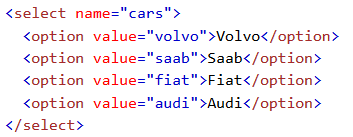 <select name="cars">
  <option value="volvo">Volvo</option>
  <option value="saab">Saab</option>
  <option value="fiat">Fiat</option>
  <option value="audi">Audi</option>
</select>